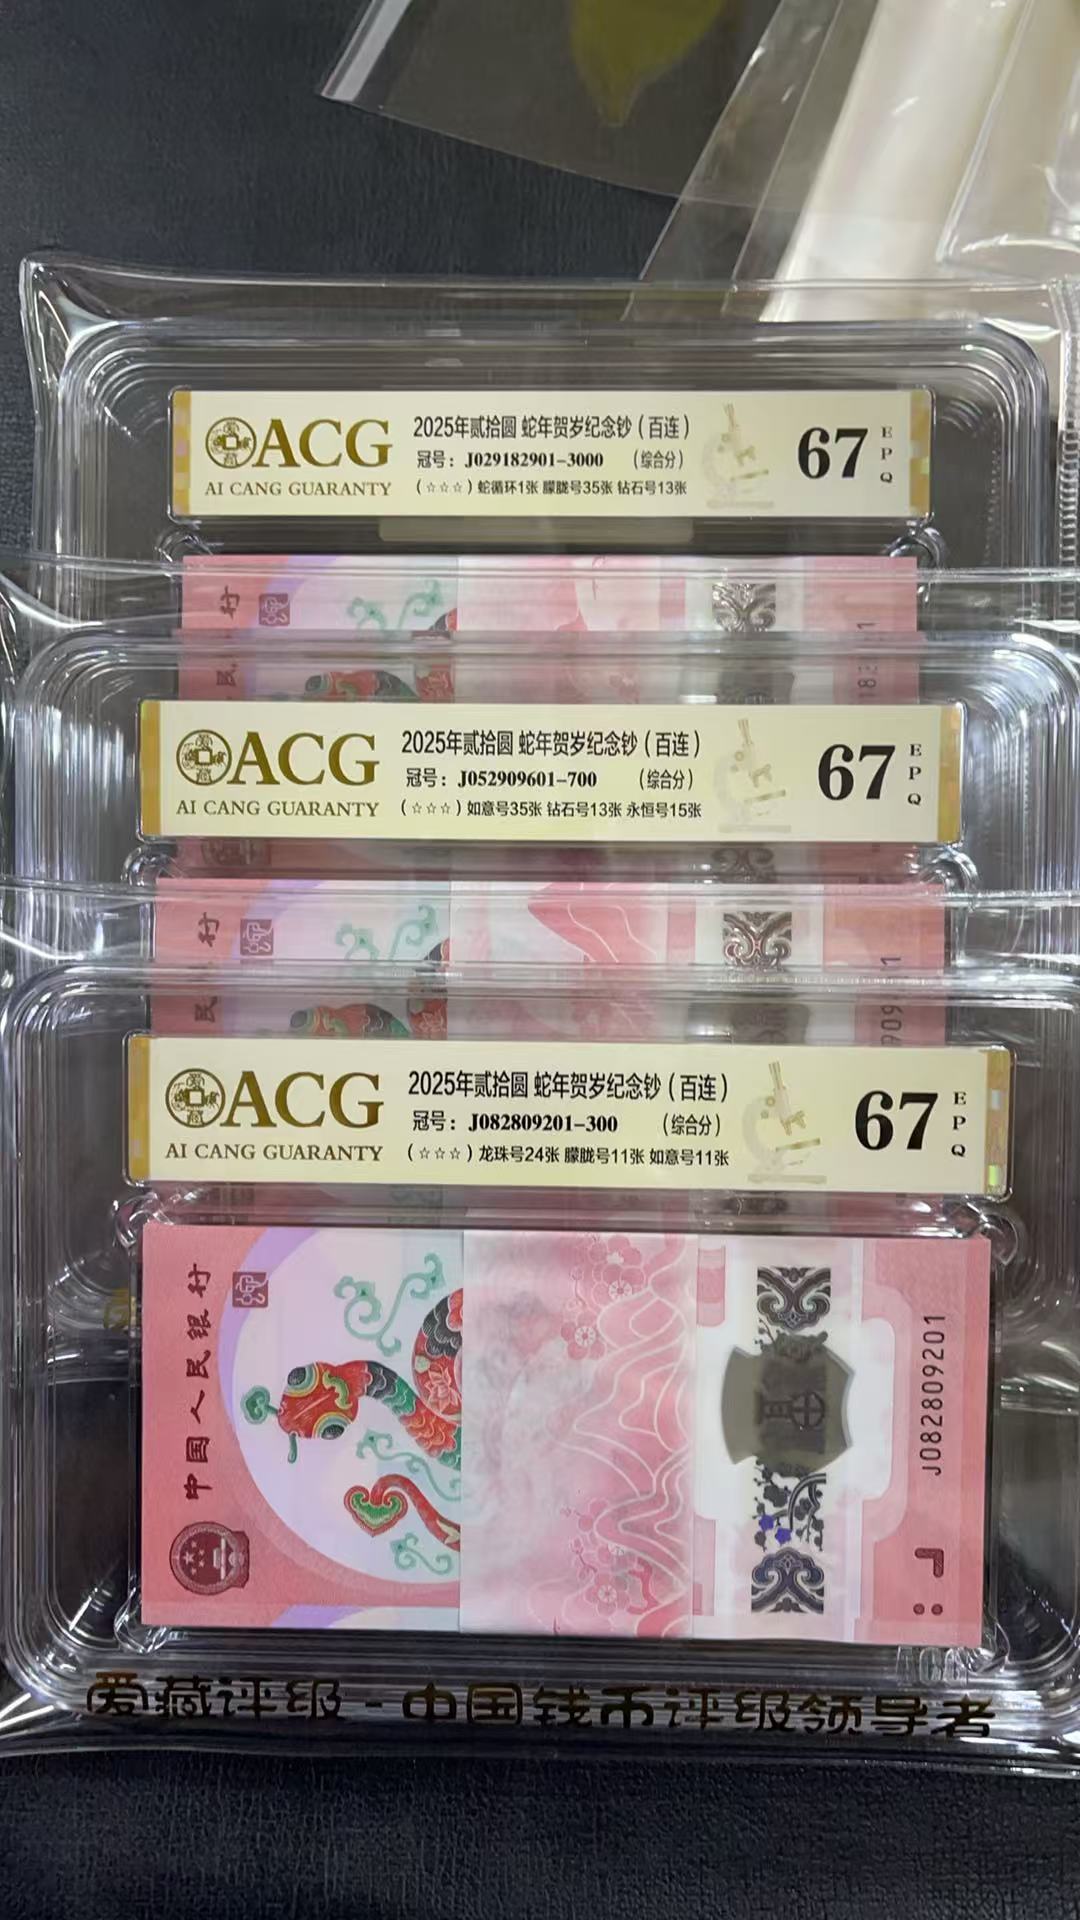 ACG
AI CANG GUARANTY
2025年贰拾圆 蛇年贺岁纪念钞（百连）
冠号：J029182901-3000 （综合分）
（☆☆☆）蛇循环1张 朦胧号35张 钻石号13张
67
EPQ
ACG
AI CANG GUARANTY
2025年贰拾圆 蛇年贺岁纪念钞（百连）
冠号：J052909601-700 （综合分）
（☆☆☆）如意号35张 钻石号13张 永恒号15张
67
EPQ
ACG
AI CANG GUARANTY
2025年贰拾圆 蛇年贺岁纪念钞（百连）
冠号：J082809201-300 （综合分）
（☆☆☆）龙珠号24张 朦胧号11张 如意号11张
67
EPQ
中国人民银行
J082809201
爱藏评级-中国钱币评级领导者